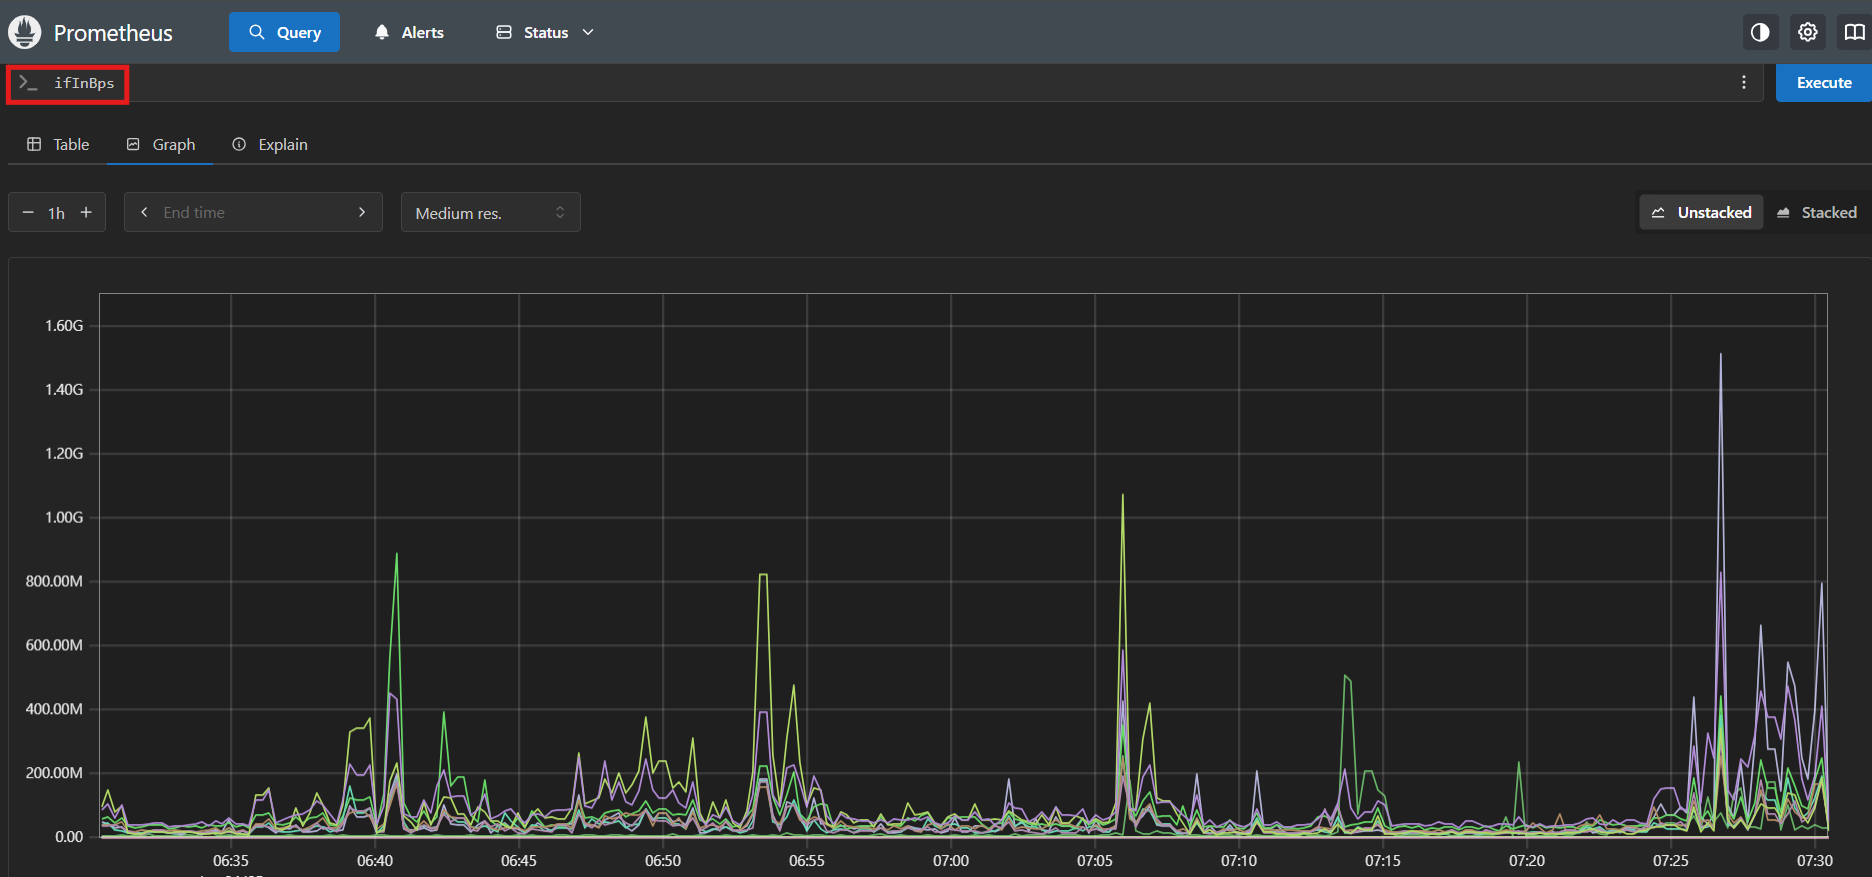 Prometheus Query Alerts Status
ifInBps Execute
Table Graph Explain
1h End time Medium res. Unstacked Stacked
1.60G
1.40G
1.20G
1.00G
800.00M
600.00M
400.00M
200.00M
0.00
06:35 06:40 06:45 06:50 06:55 07:00 07:05 07:10 07:15 07:20 07:25 07:30